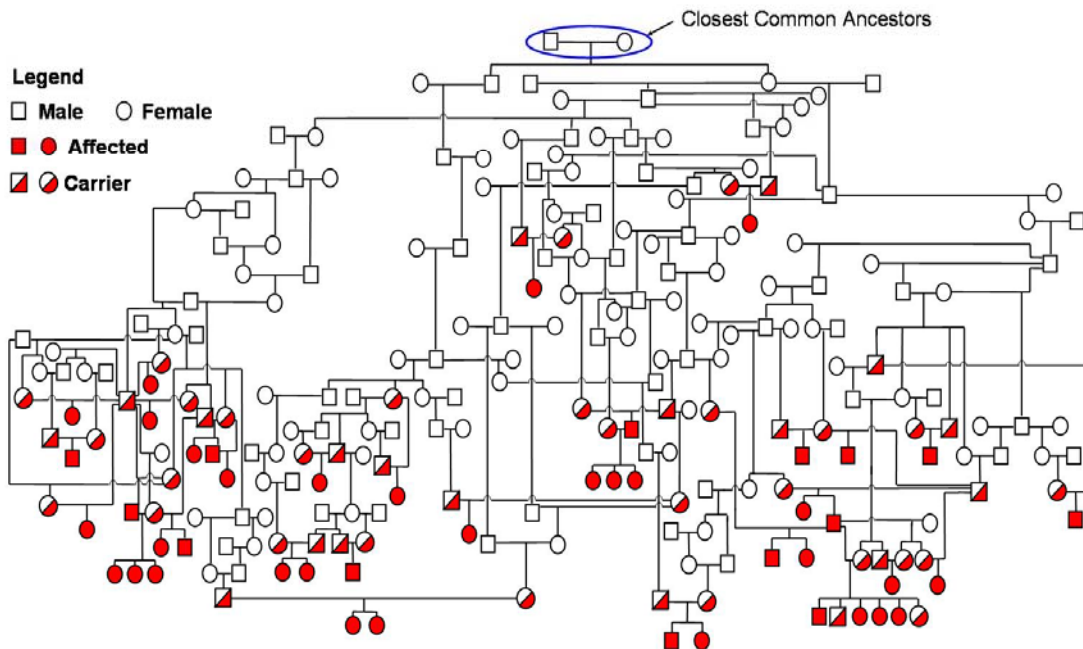 Closest Common Ancestors
Legend
Male Female
Affected
Carrier